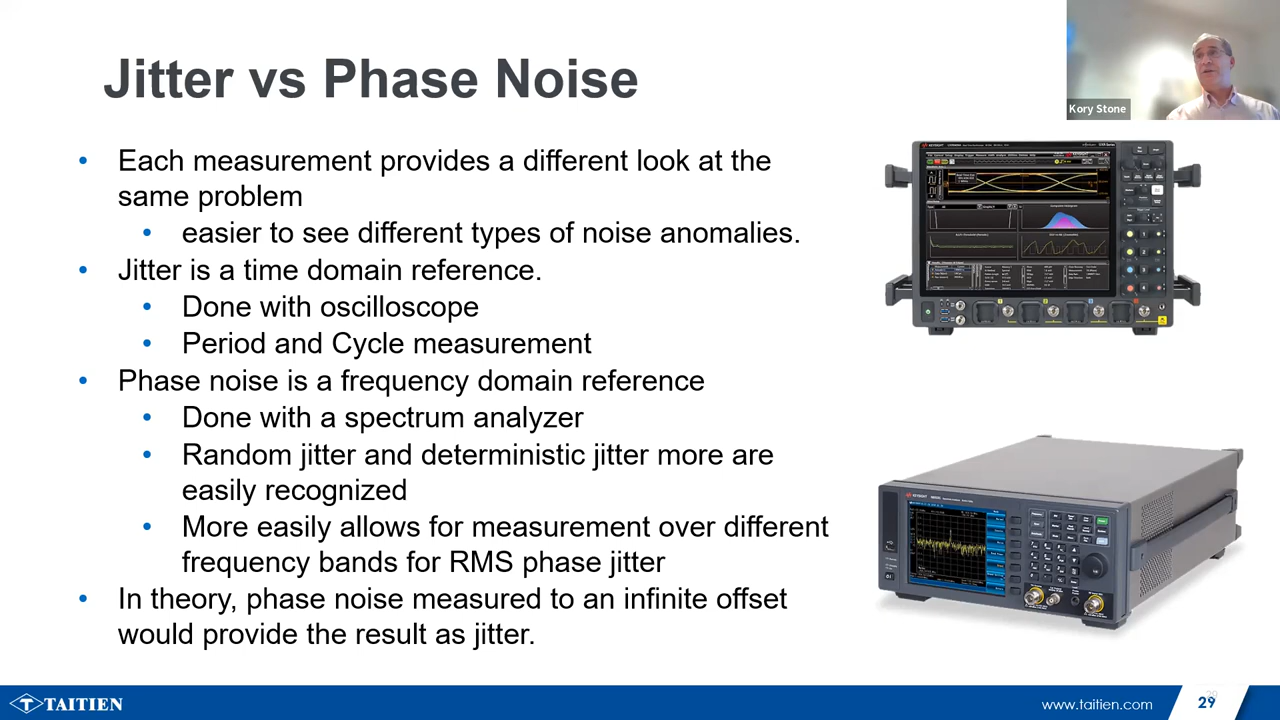 Jitter vs Phase Noise
Kory Stone
• Each measurement provides a different look at the
same problem
• easier to see different types of noise anomalies.
• Jitter is a time domain reference.
• Done with oscilloscope
• Period and Cycle measurement
• Phase noise is a frequency domain reference
• Done with a spectrum analyzer
• Random jitter and deterministic jitter more are
easily recognized
• More easily allows for measurement over different
frequency bands for RMS phase jitter
• In theory, phase noise measured to an infinite offset
would provide the result as jitter.
KEYSIGHT
KEYSIGHT
TAITIEN
www.taitien.com
29